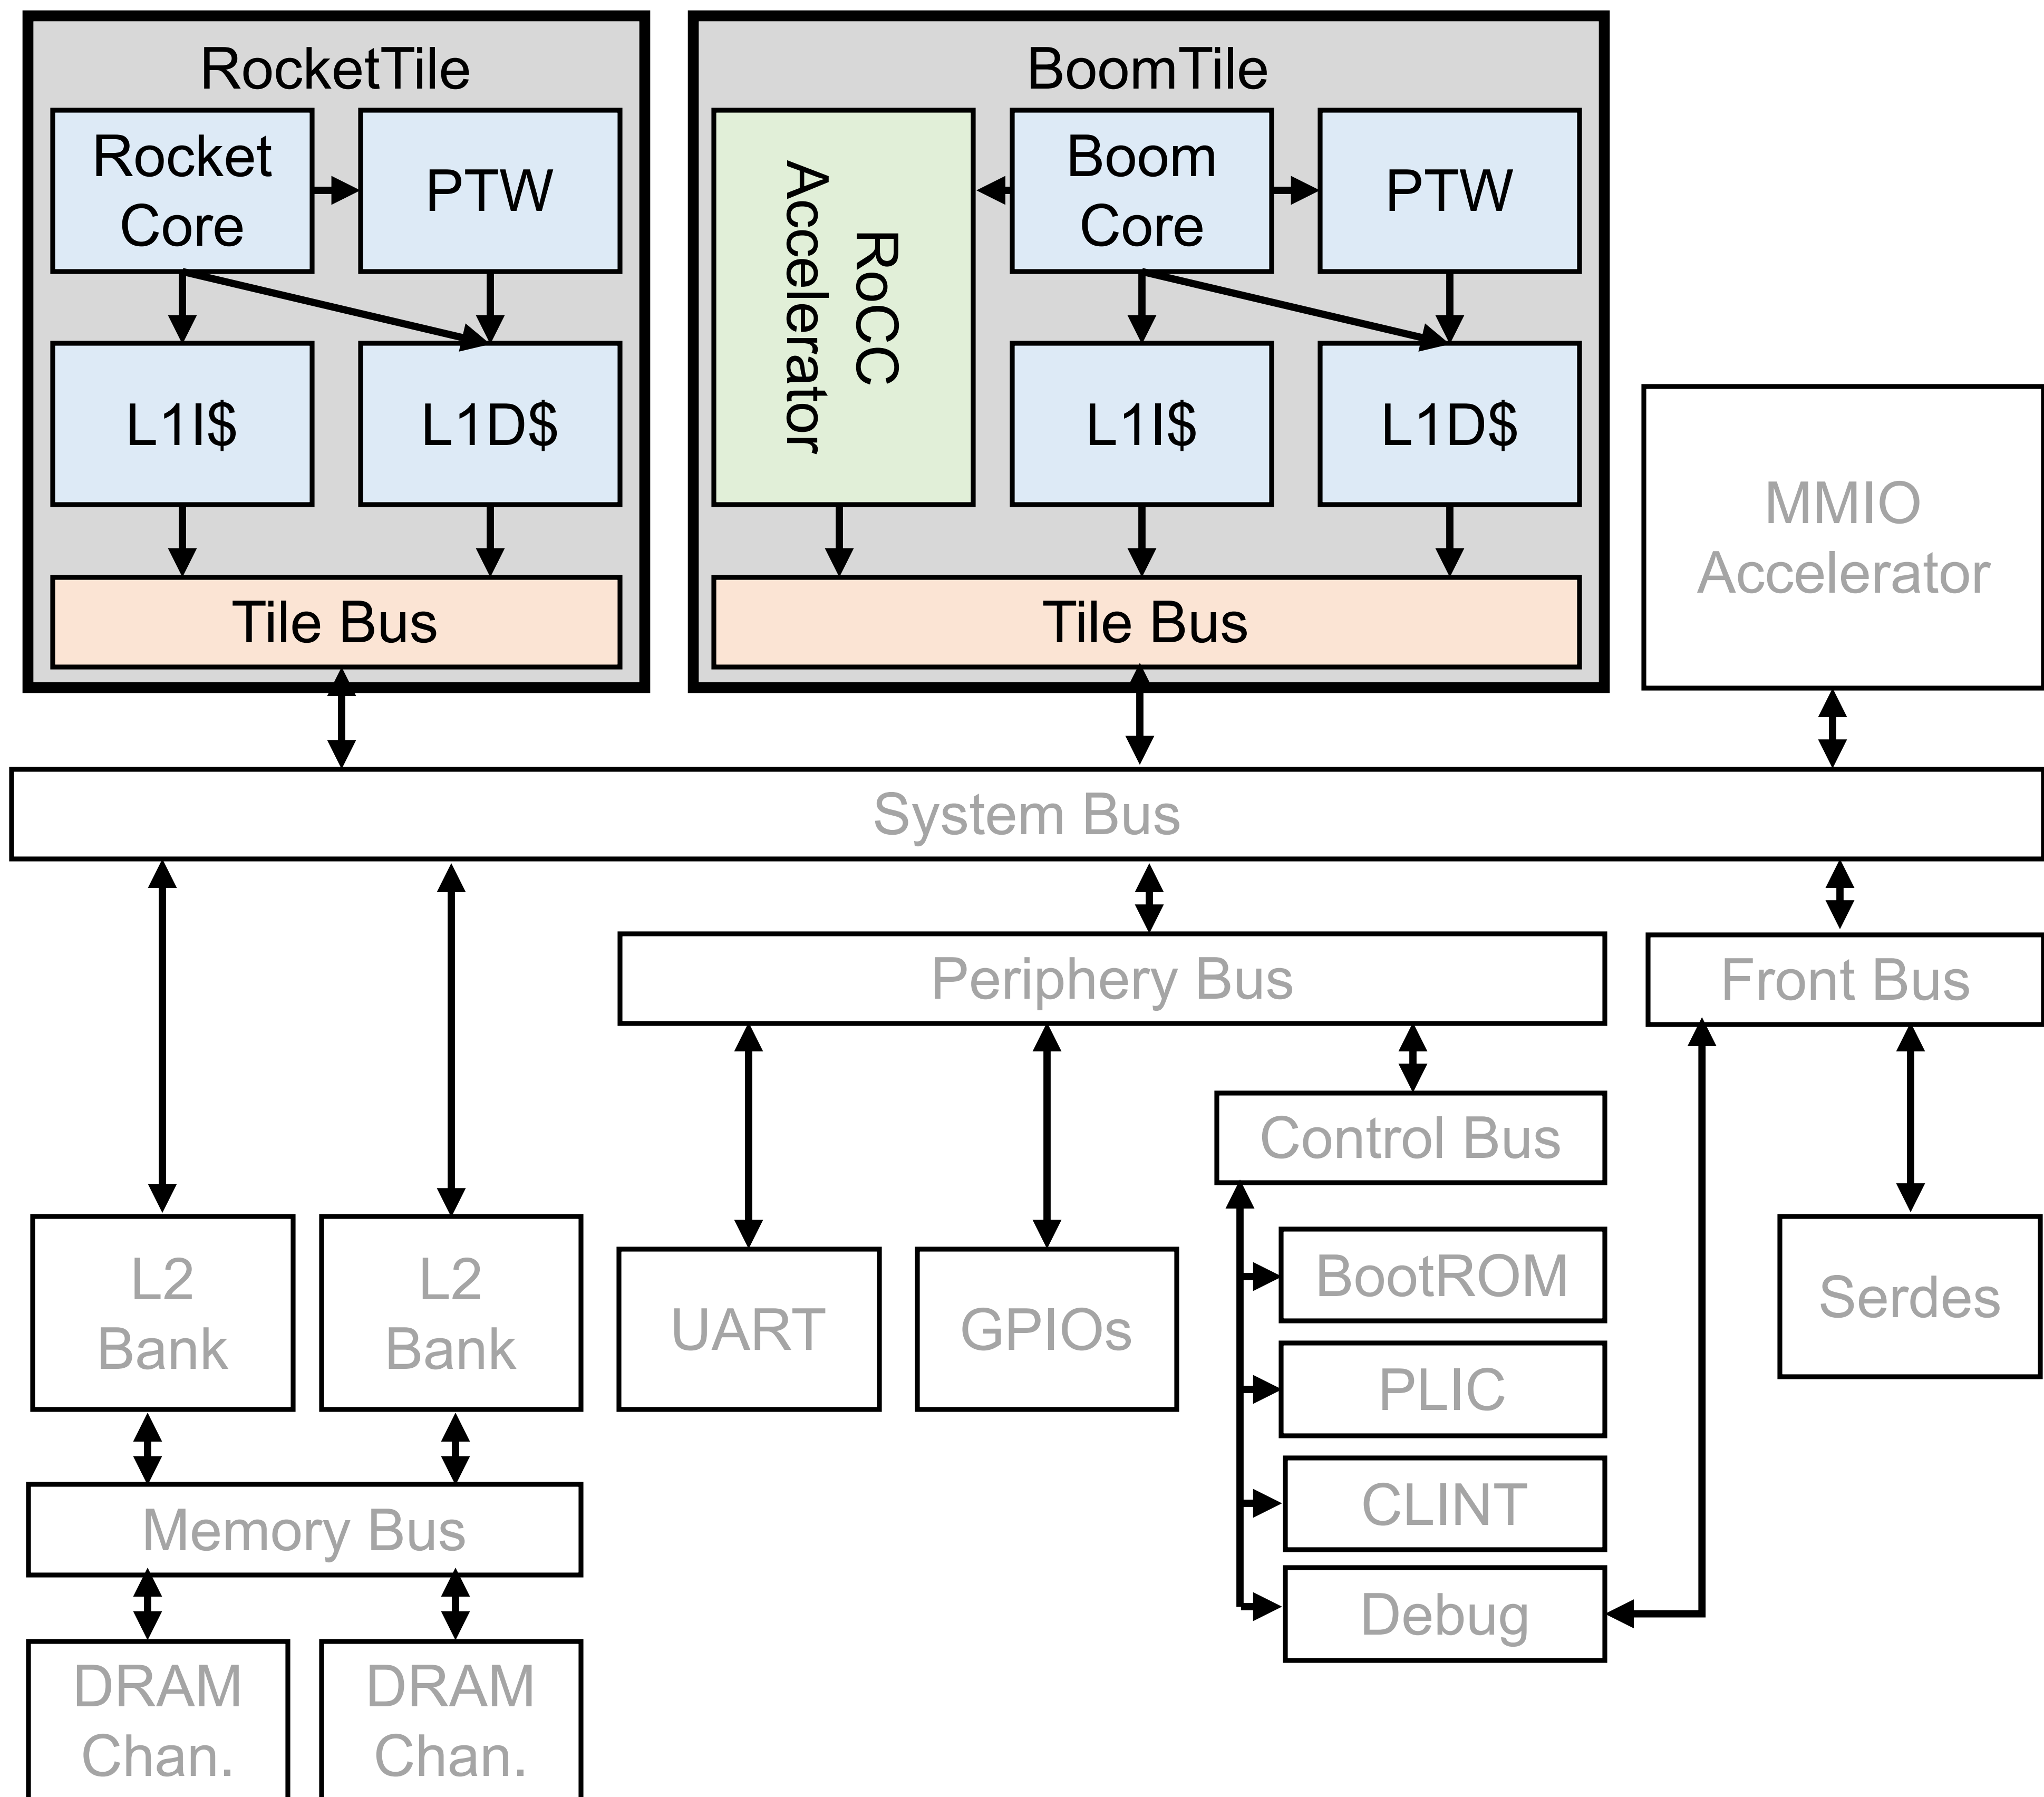 RocketTile
Rocket
Core
PTW
L1I$
L1D$
Tile Bus
BoomTile
RoCC
Accelerator
Boom
Core
PTW
L1I$
L1D$
Tile Bus
MMIO
Accelerator
System Bus
Periphery Bus
Front Bus
Control Bus
L2
Bank
L2
Bank
UART
GPIOs
BootROM
PLIC
CLINT
Debug
Serdes
Memory Bus
DRAM
Chan.
DRAM
Chan.